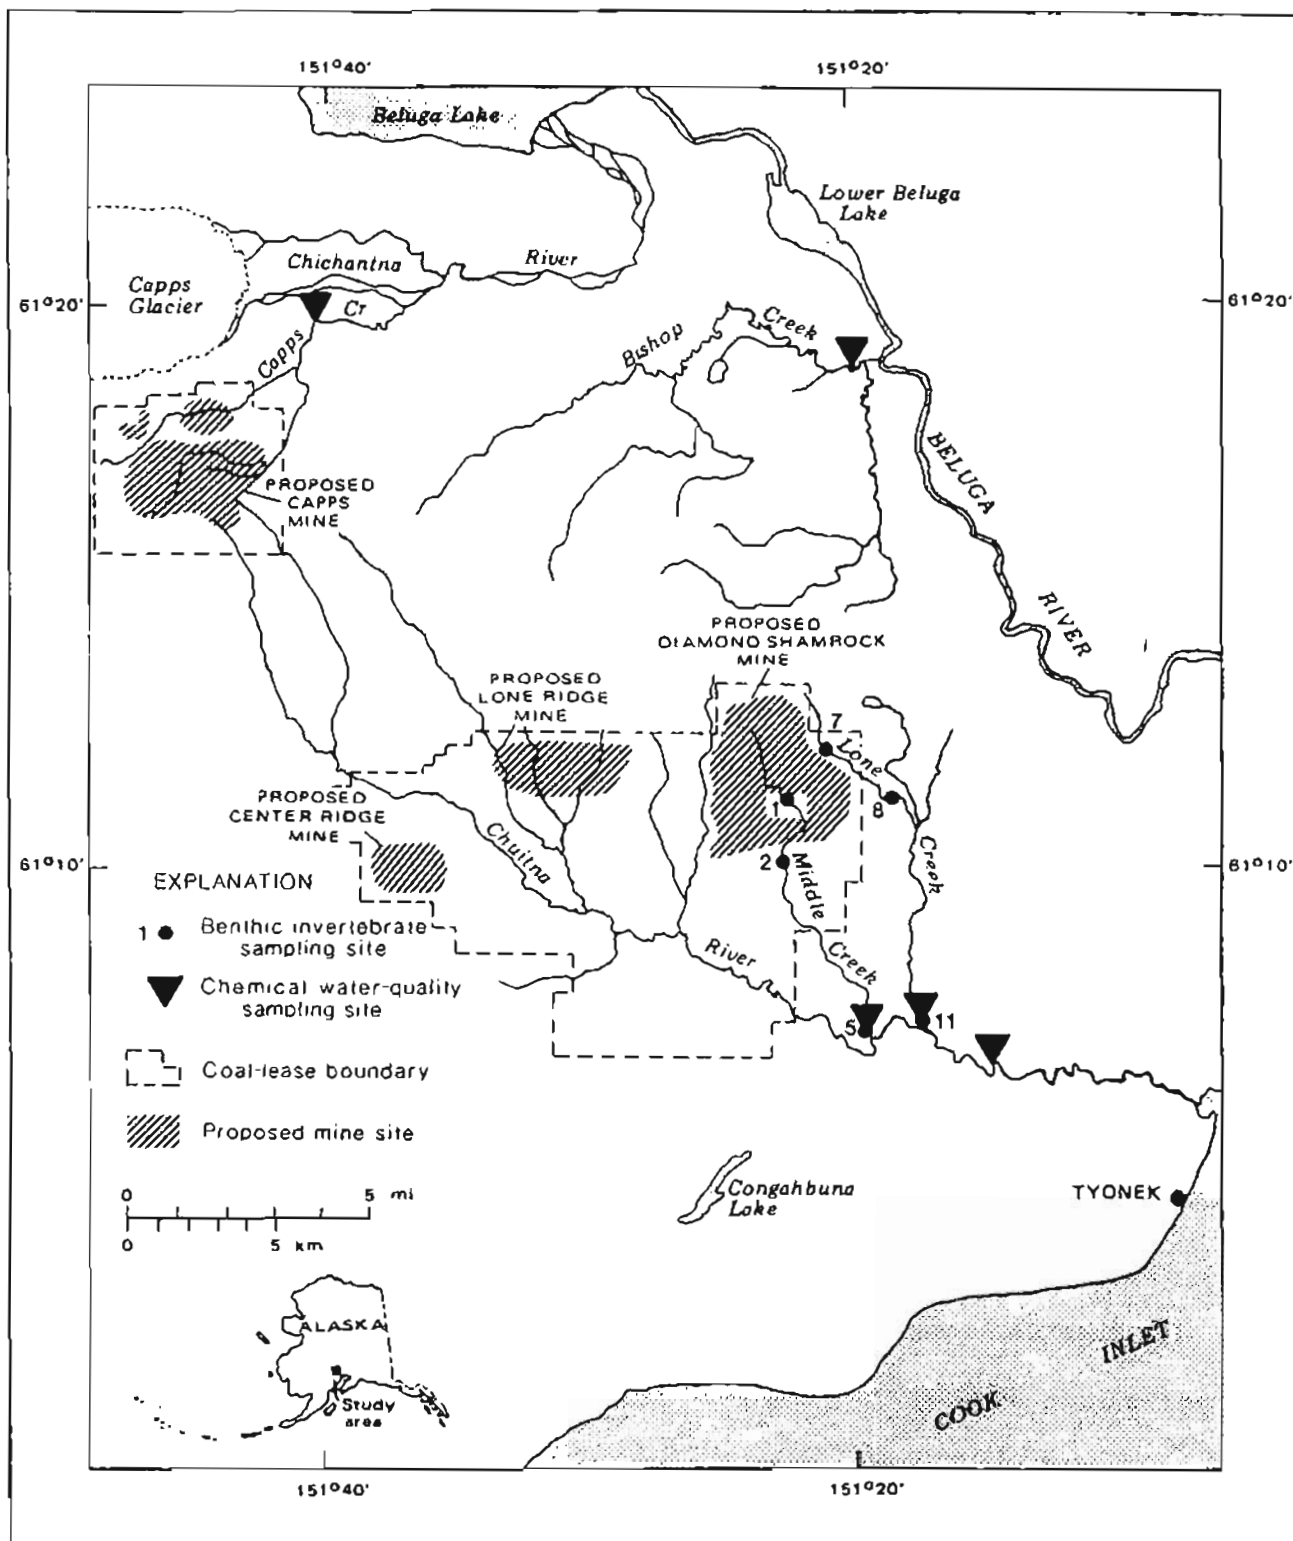 151°40'
151°20'
Beluga Lake
Lower Beluga
Lake
Chichantna
River
Capps
Glacier
61°20'
61°20'
Cr
Capps
Bishop
Creek
BELUGA
RIVER
PROPOSED
CAPPS
MINE
PROPOSED
DIAMOND SHAMROCK
MINE
PROPOSED
LONE RIDGE
MINE
7
Lone
8
Creek
1
2
Middle
Creek
PROPOSED
CENTER RIDGE
MINE
Chuitna
River
61°10'
61°10'
5
11
EXPLANATION
1 Benthic invertebrate
sampling site
Chemical water-quality
sampling site
Coal-lease boundary
Proposed mine site
0 5 mi
0 5 km
Congahbuna
Lake
TYONEK
ALASKA
Study
area
COOK
INLET
151°40'
151°20'